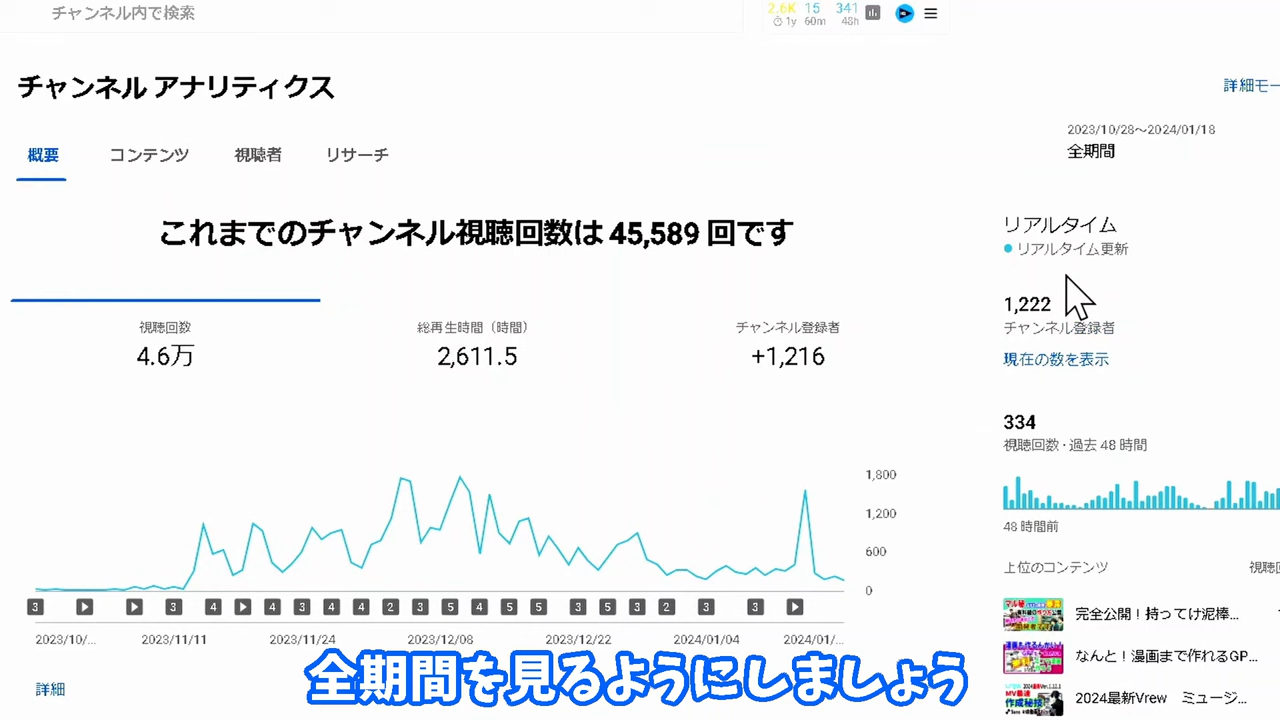 チャンネル内で検索
2.6K 15 341
1y 60m 48h
チャンネル アナリティクス
詳細モー
2023/10/28～2024/01/18
全期間
概要 コンテンツ 視聴者 リサーチ
これまでのチャンネル視聴回数は 45,589 回です
視聴回数
4.6万
総再生時間（時間）
2,611.5
チャンネル登録者
+1,216
1,800
1,200
600
0
3 3 4 4 3 4 4 2 3 5 4 5 5 3 5 3 2 3 3
2023/10/... 2023/11/11 2023/11/24 2023/12/08 2023/12/22 2024/01/04 2024/01/...
詳細
リアルタイム
リアルタイム更新
1,222
チャンネル登録者
現在の数を表示
334
視聴回数・過去 48 時間
48 時間前
上位のコンテンツ 視聴回
完全公開！持ってけ泥棒...
なんと！漫画まで作れるGP...
2024最新Vrew ミュージ...
全期間を見るようにしましょう